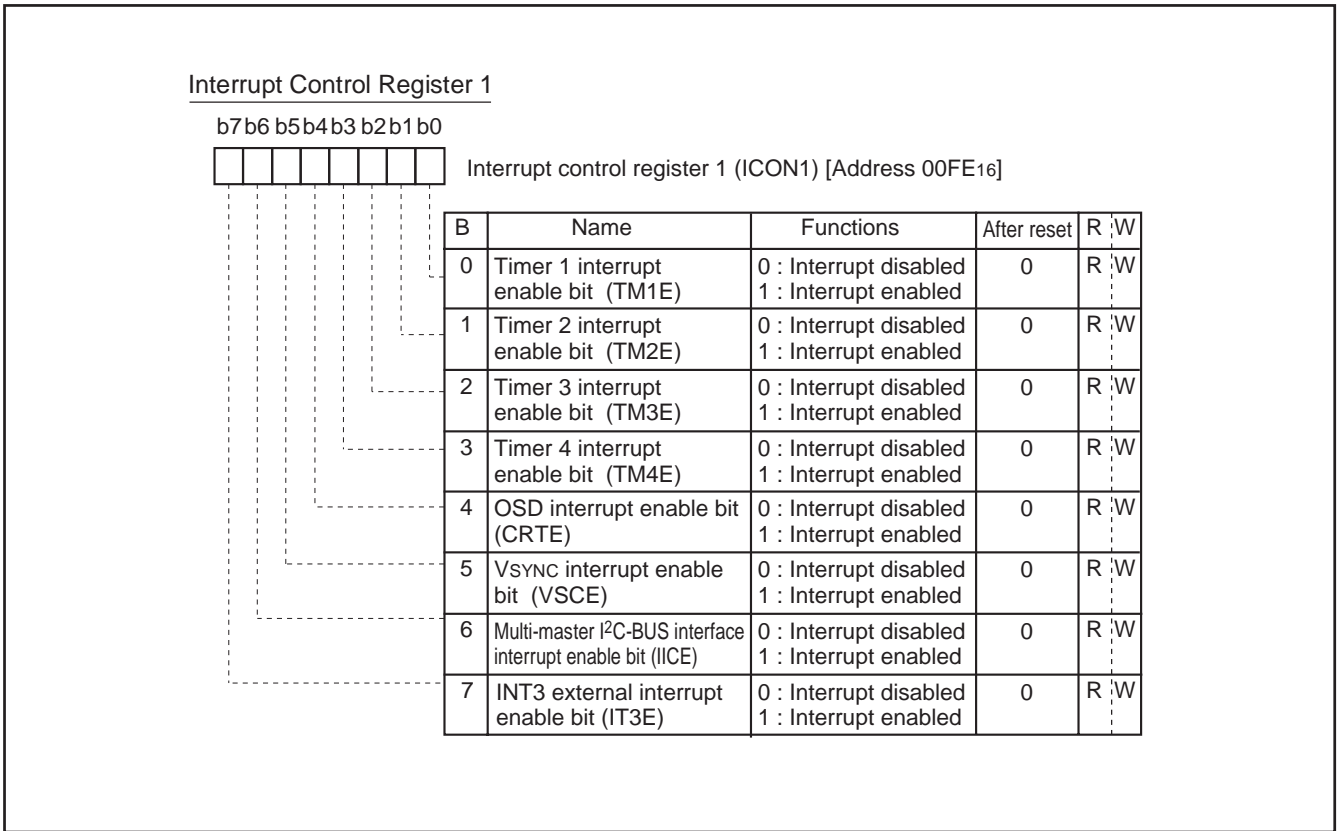 Interrupt Control Register 1
b7 b6 b5 b4 b3 b2 b1 b0
Interrupt control register 1 (ICON1) [Address 00FE16]
B Name Functions After reset R W
0 Timer 1 interrupt 0 : Interrupt disabled 0 R W
enable bit (TM1E) 1 : Interrupt enabled
1 Timer 2 interrupt 0 : Interrupt disabled 0 R W
enable bit (TM2E) 1 : Interrupt enabled
2 Timer 3 interrupt 0 : Interrupt disabled 0 R W
enable bit (TM3E) 1 : Interrupt enabled
3 Timer 4 interrupt 0 : Interrupt disabled 0 R W
enable bit (TM4E) 1 : Interrupt enabled
4 OSD interrupt enable bit 0 : Interrupt disabled 0 R W
(CRTE) 1 : Interrupt enabled
5 VSYNC interrupt enable 0 : Interrupt disabled 0 R W
bit (VSCE) 1 : Interrupt enabled
6 Multi-master I2C-BUS interface 0 : Interrupt disabled 0 R W
interrupt enable bit (IICE) 1 : Interrupt enabled
7 INT3 external interrupt 0 : Interrupt disabled 0 R W
enable bit (IT3E) 1 : Interrupt enabled